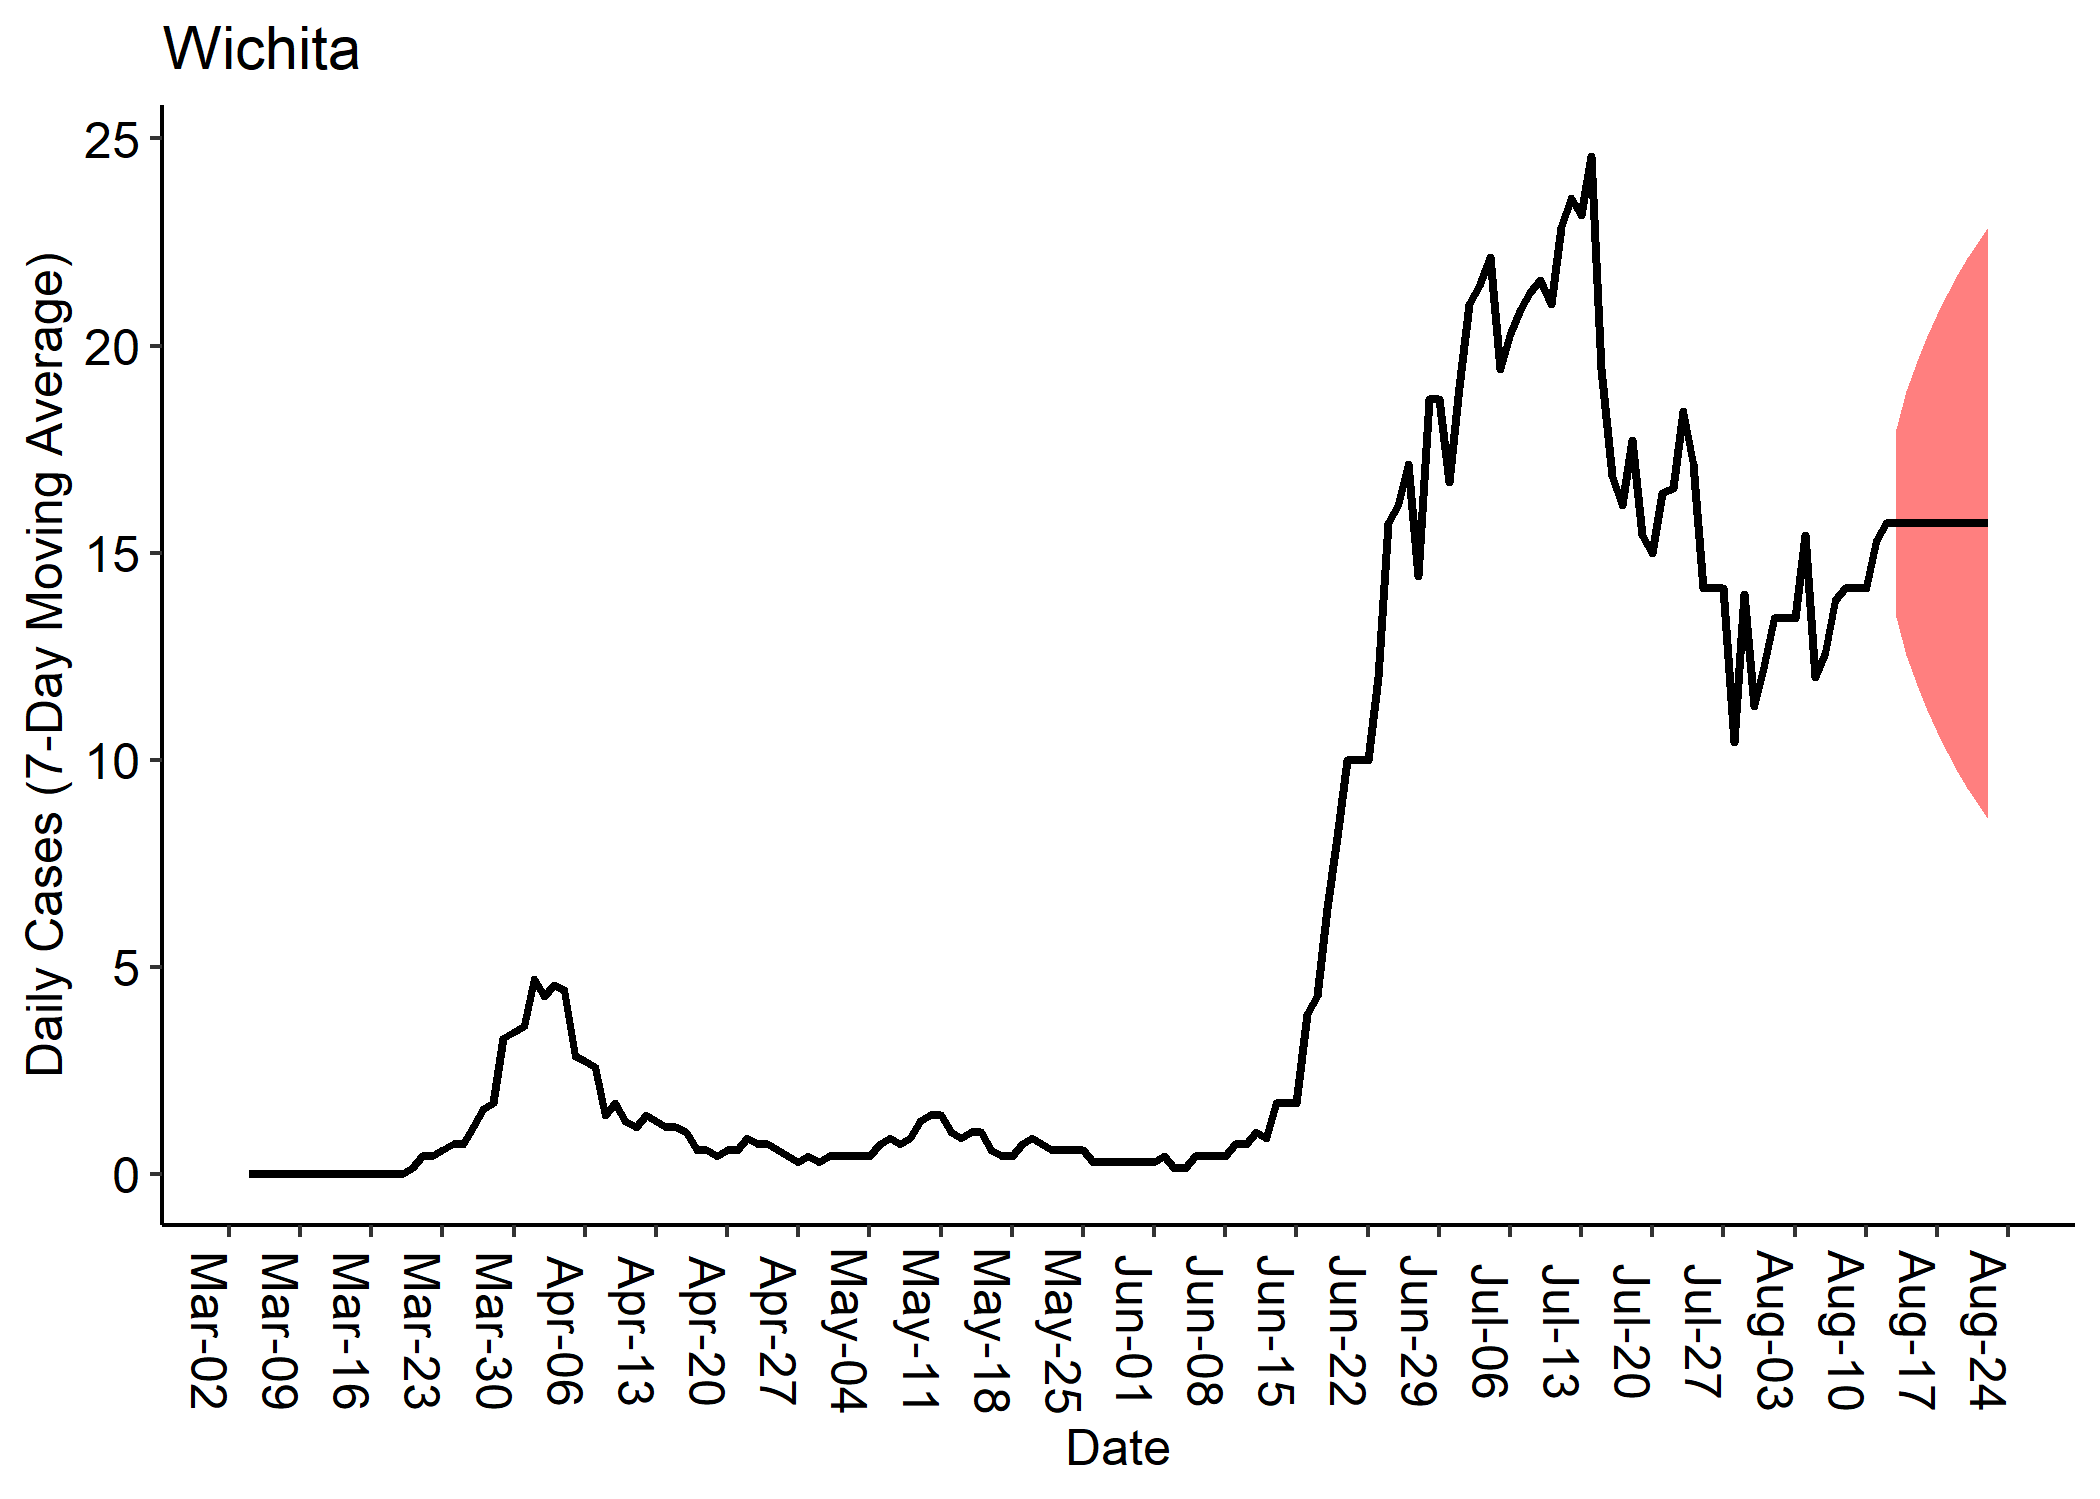 Wichita
Daily Cases (7-Day Moving Average)
25
20
15
10
5
0
Mar-02
Mar-09
Mar-16
Mar-23
Mar-30
Apr-06
Apr-13
Apr-20
Apr-27
May-04
May-11
May-18
May-25
Jun-01
Jun-08
Jun-15
Jun-22
Jun-29
Jul-06
Jul-13
Jul-20
Jul-27
Aug-03
Aug-10
Aug-17
Aug-24
Date